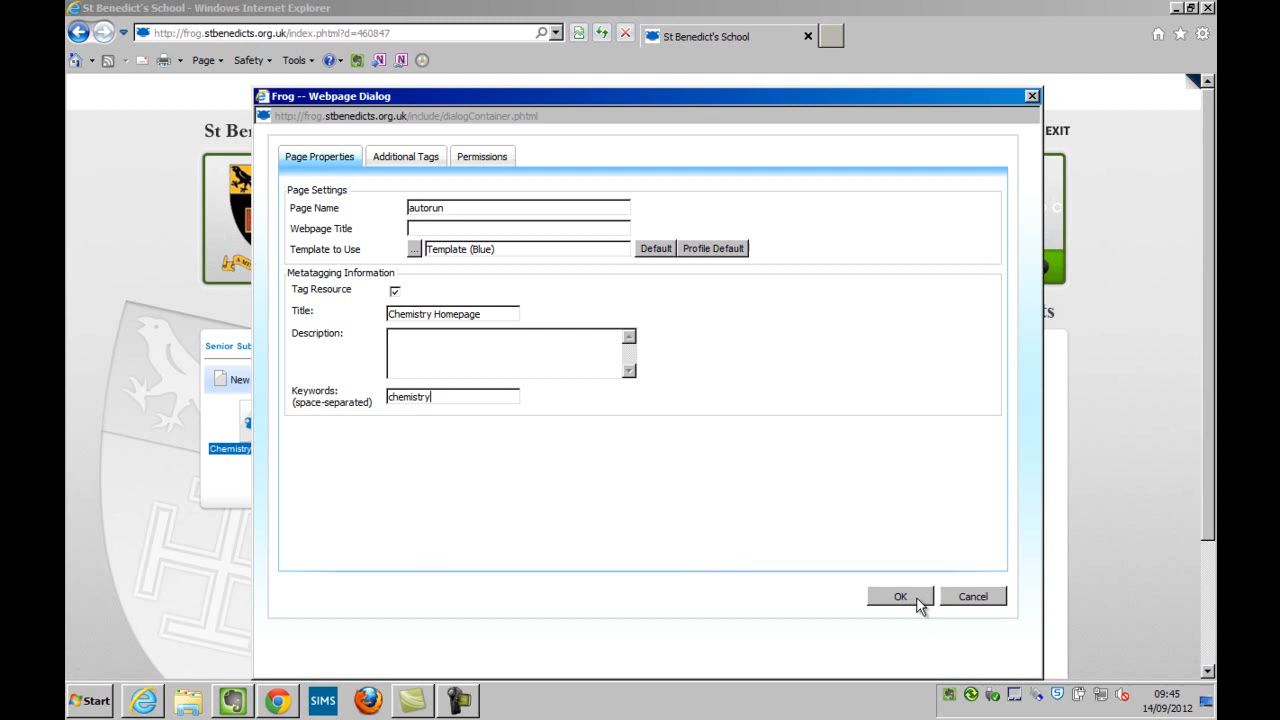 St Benedict's School - Windows Internet Explorer
http://frog.stbenedicts.org.uk/index.phtml?d=460847
St Benedict's School
Page
Safety
Tools
Frog -- Webpage Dialog
http://frog.stbenedicts.org.uk/include/dialogContainer.phtml
St Be
EXIT
Page Properties
Additional Tags
Permissions
Page Settings
Page Name
autorun
Webpage Title
Template to Use
...
Template (Blue)
Default
Profile Default
Metatagging Information
Tag Resource
Title:
Chemistry Homepage
ts
Description:
Senior Sub
New
Keywords:
(space-separated)
chemistry
Chemistry
OK
Cancel
Start
SIMS
09:45
14/09/2012